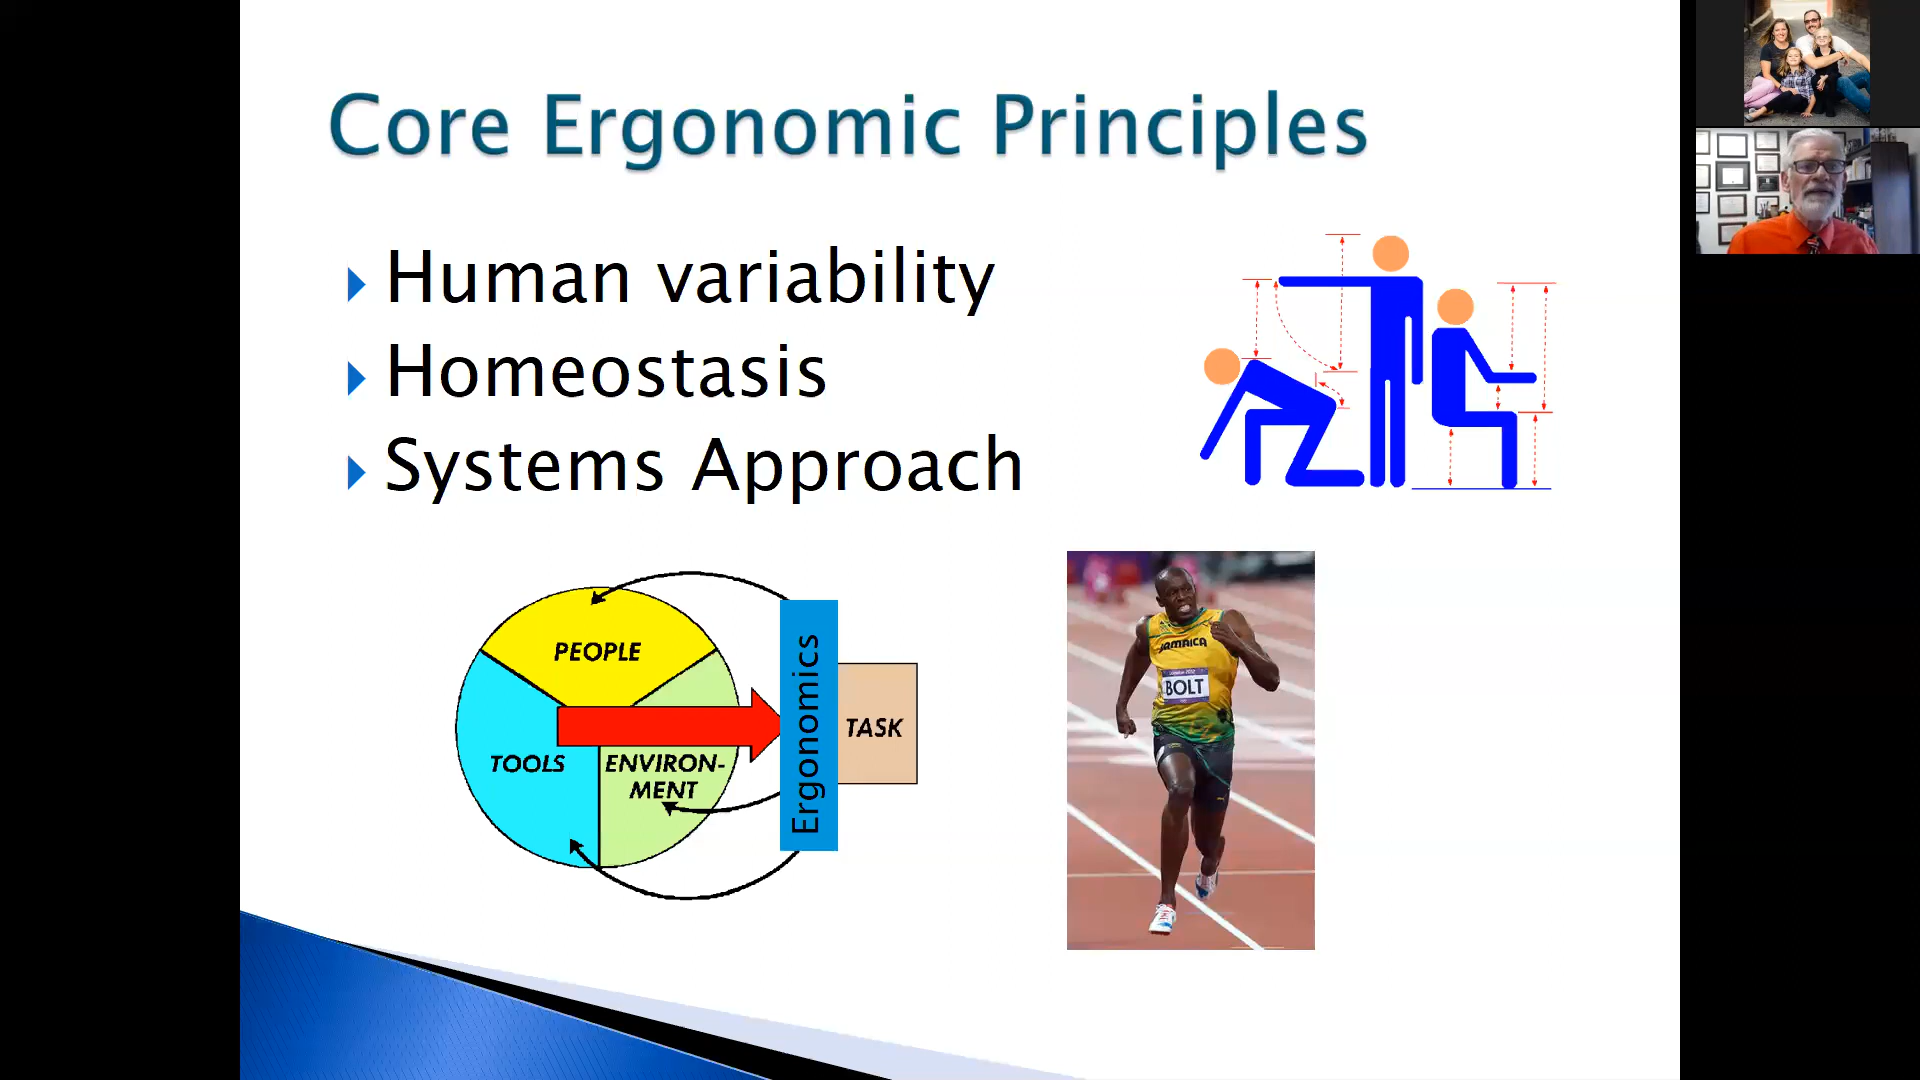 Core Ergonomic Principles
Human variability
Homeostasis
Systems Approach
PEOPLE
TOOLS
ENVIRON-
MENT
Ergonomics
TASK
JAMAICA
BOLT